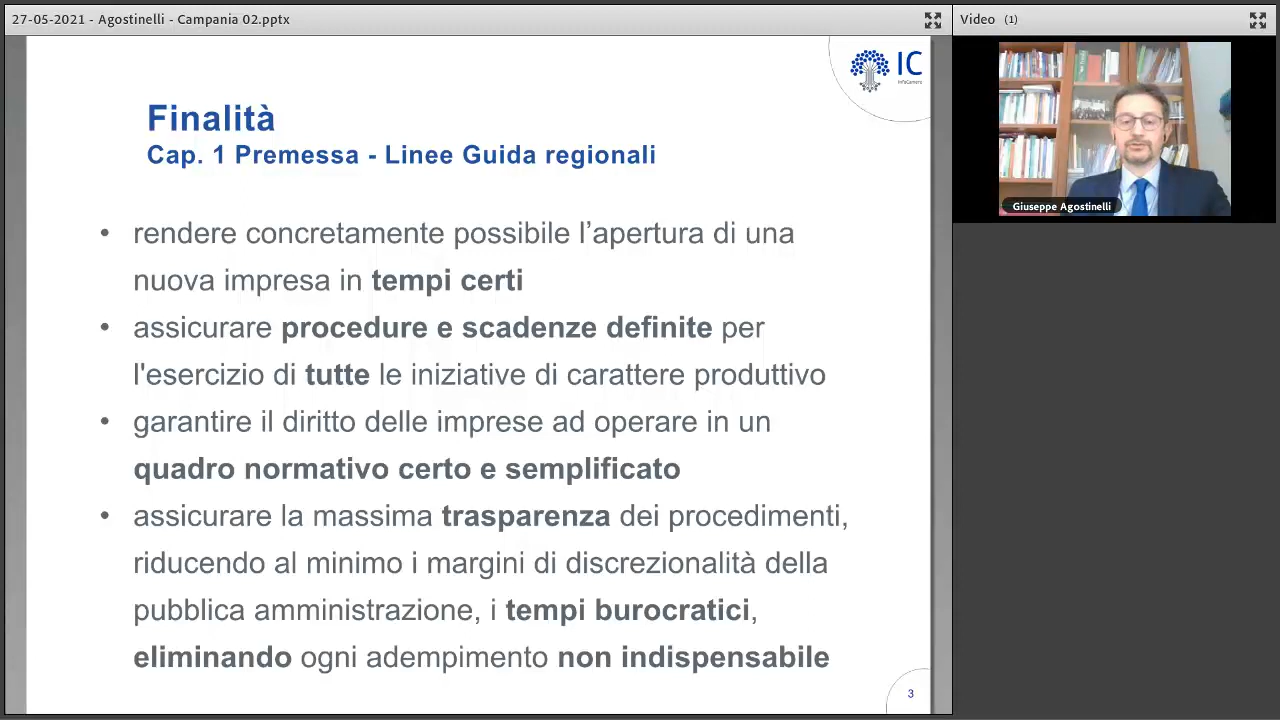 27-05-2021 - Agostinelli - Campania 02.pptx
Video (1)
IC
InfoCamere
Finalità
Cap. 1 Premessa - Linee Guida regionali
Giuseppe Agostinelli
• rendere concretamente possibile l’apertura di una
nuova impresa in tempi certi
• assicurare procedure e scadenze definite per
l'esercizio di tutte le iniziative di carattere produttivo
• garantire il diritto delle imprese ad operare in un
quadro normativo certo e semplificato
• assicurare la massima trasparenza dei procedimenti,
riducendo al minimo i margini di discrezionalità della
pubblica amministrazione, i tempi burocratici,
eliminando ogni adempimento non indispensabile
3